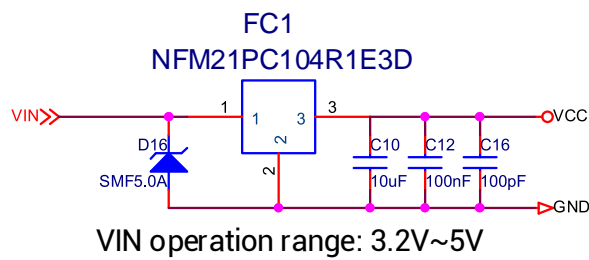 FC1
NFM21PC104R1E3D
VIN
1
1
3
3
VCC
2
2
D16
SMF5.0A
C10
10uF
C12
100nF
C16
100pF
GND
VIN operation range: 3.2V~5V